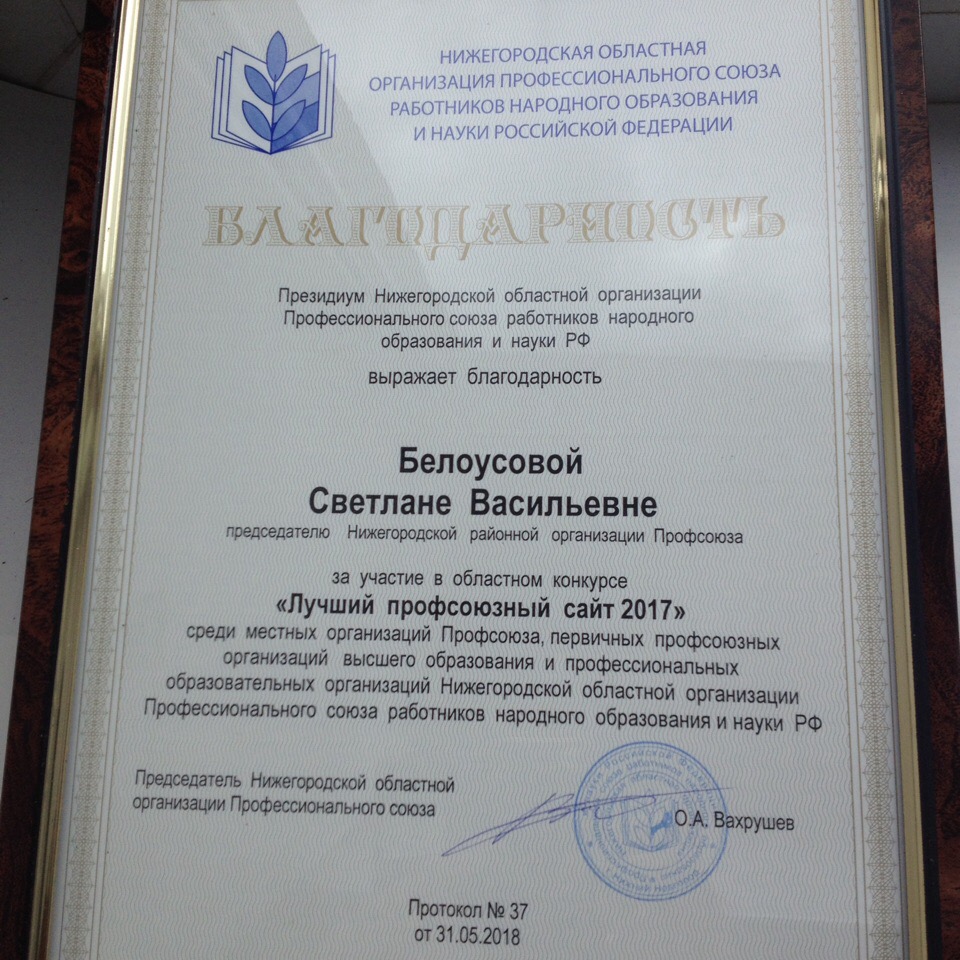 НИЖЕГОРОДСКАЯ ОБЛАСТНАЯ
ОРГАНИЗАЦИЯ ПРОФЕССИОНАЛЬНОГО СОЮЗА
РАБОТНИКОВ НАРОДНОГО ОБРАЗОВАНИЯ
И НАУКИ РОССИЙСКОЙ ФЕДЕРАЦИИ
БЛАГОДАРНОСТЬ
Президиум Нижегородской областной организации
Профессионального союза работников народного
образования и науки РФ
выражает благодарность
Белоусовой
Светлане Васильевне
председателю Нижегородской районной организации Профсоюза
за участие в областном конкурсе
«Лучший профсоюзный сайт 2017»
среди местных организаций Профсоюза, первичных профсоюзных
организаций высшего образования и профессиональных
образовательных организаций Нижегородской областной организации
Профессионального союза работников народного образования и науки РФ
Председатель Нижегородской областной
организации Профессионального союза
О.А. Вахрушев
Протокол № 37
от 31.05.2018